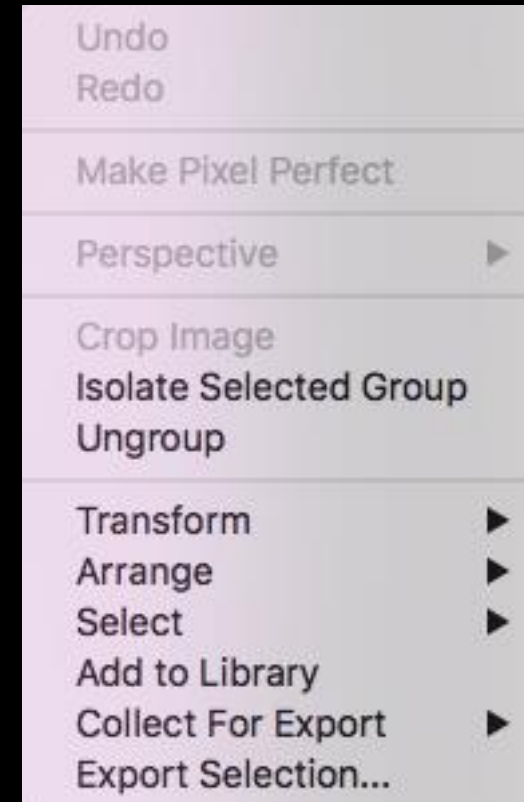 Undo
Redo
Make Pixel Perfect
Perspective
Crop Image
Isolate Selected Group
Ungroup
Transform
Arrange
Select
Add to Library
Collect For Export
Export Selection...